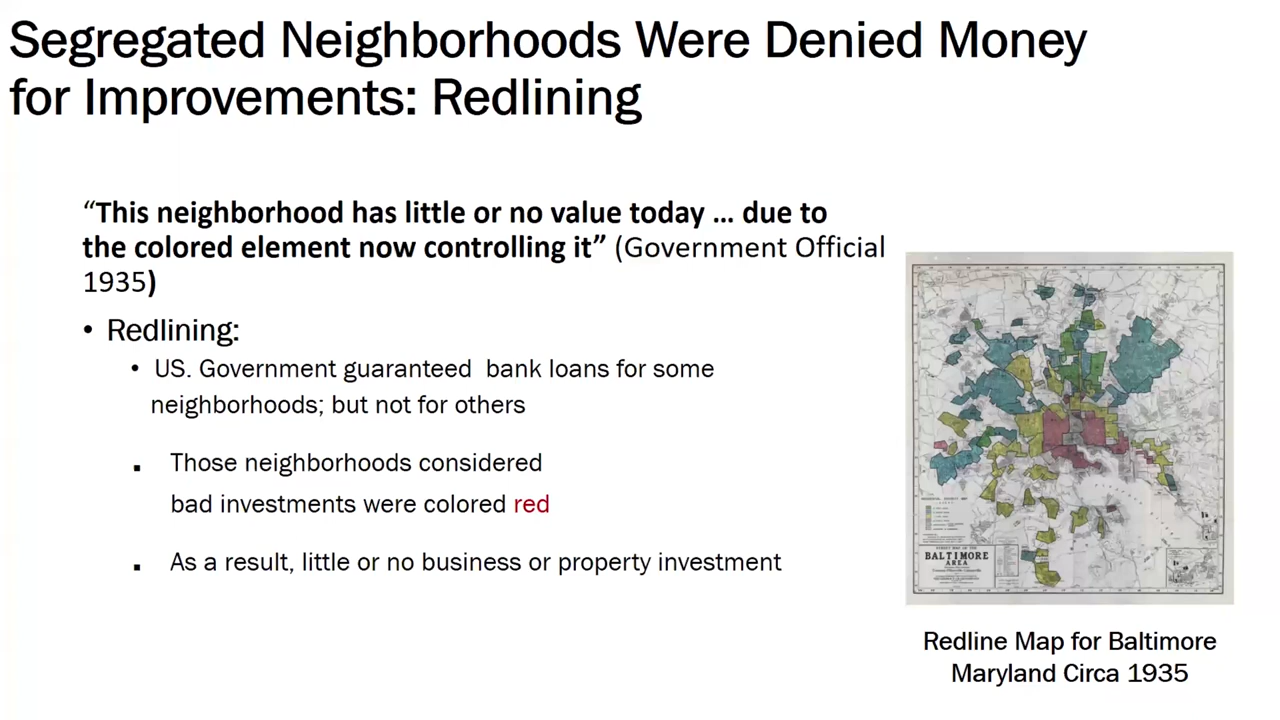 Segregated Neighborhoods Were Denied Money
for Improvements: Redlining
“This neighborhood has little or no value today … due to
the colored element now controlling it” (Government Official
1935)
• Redlining:
• US. Government guaranteed bank loans for some
neighborhoods; but not for others
▪ Those neighborhoods considered
bad investments were colored red
▪ As a result, little or no business or property investment
BALTIMORE
AREA
Redline Map for Baltimore
Maryland Circa 1935